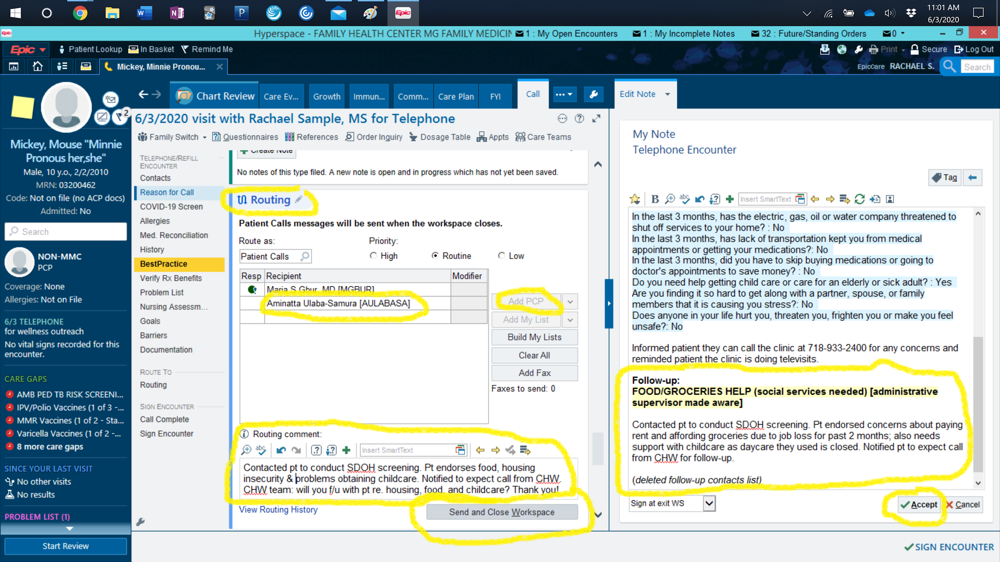 11:01 AM
6/3/2020
Hyperspace - FAMILY HEALTH CENTER MG FAMILY MEDICIN
1 : My Open Encounters
1 : My Incomplete Notes
32 : Future/Standing Orders
0
Epic
Patient Lookup
In Basket
Remind Me
Print
Secure
Log Out
Mickey, Minnie Pronou...
EpicCare
RACHAEL S.
Search
2
Mickey, Mouse "Minnie
Pronous her,she"
Male, 10 y.o., 2/2/2010
MRN: 03200462
Code: Not on file (no ACP docs)
Admitted: No
Search
NON-MMC
PCP
Coverage: None
Allergies: Not on File
6/3 TELEPHONE
for wellness outreach
No vital signs recorded for this
encounter.
CARE GAPS
AMB PED TB RISK SCREENI...
IPV/Polio Vaccines (1 of 3 -...
MMR Vaccines (1 of 2 - Sta...
Varicella Vaccines (1 of 2 -...
8 more care gaps
SINCE YOUR LAST VISIT
No other visits
No results
PROBLEM LIST (1)
Start Review
Chart Review
Care Ev...
Growth
Immun...
Comm...
Care Plan
FYI
Call
6/3/2020 visit with Rachael Sample, MS for Telephone
Family Switch
Questionnaires
References
Order Inquiry
Dosage Table
Appts
Care Teams
TELEPHONE/REFILL
ENCOUNTER
Contacts
Reason for Call
COVID-19 Screen
Allergies
Med. Reconciliation
History
BestPractice
Verify Rx Benefits
Problem List
Nursing Assessm...
Goals
Barriers
Documentation
ROUTE TO
Routing
SIGN ENCOUNTER
Call Complete
Sign Encounter
Create Note
No notes of this type filed. A new note is open and in progress which has not yet been saved.
Routing
Patient Calls messages will be sent when the workspace closes.
Route as:
Priority:
Patient Calls
High
Routine
Low
Resp
Recipient
Modifier
Maria S Gbur, MD [MGBUR]
Aminatta Ulaba-Samura [AULABASA]
Add PCP
Add My List
Build My Lists
Clear All
Add Fax
Faxes to send: 0
Routing comment:
Insert SmartText
Contacted pt to conduct SDOH screening. Pt endorses food, housing
insecurity & problems obtaining childcare. Notified to expect call from CHW.
CHW team: will you f/u with pt re. housing, food, and childcare? Thank you!
View Routing History
Send and Close Workspace
Edit Note
My Note
Telephone Encounter
Tag
B
Insert SmartText
In the last 3 months, has the electric, gas, oil or water company threatened to
shut off services to your home? : No
In the last 3 months, has lack of transportation kept you from medical
appointments or getting your medications?: No
In the last 3 months, did you have to skip buying medications or going to
doctor's appointments to save money? : No
Do you need help getting child care or care for an elderly or sick adult? : Yes
Are you finding it so hard to get along with a partner, spouse, or family
members that it is causing you stress?: No
Does anyone in your life hurt you, threaten you, frighten you or make you feel
unsafe?: No
Informed patient they can call the clinic at 718-933-2400 for any concerns and
reminded patient the clinic is doing televisits.
Follow-up:
FOOD/GROCERIES HELP (social services needed) [administrative
supervisor made aware]
Contacted pt to conduct SDOH screening. Pt endorsed concerns about paying
rent and affording groceries due to job loss for past 2 months; also needs
support with childcare as daycare they used is closed. Notified pt to expect call
from CHW for follow-up.
(deleted follow-up contacts list)
Sign at exit WS
Accept
Cancel
SIGN ENCOUNTER